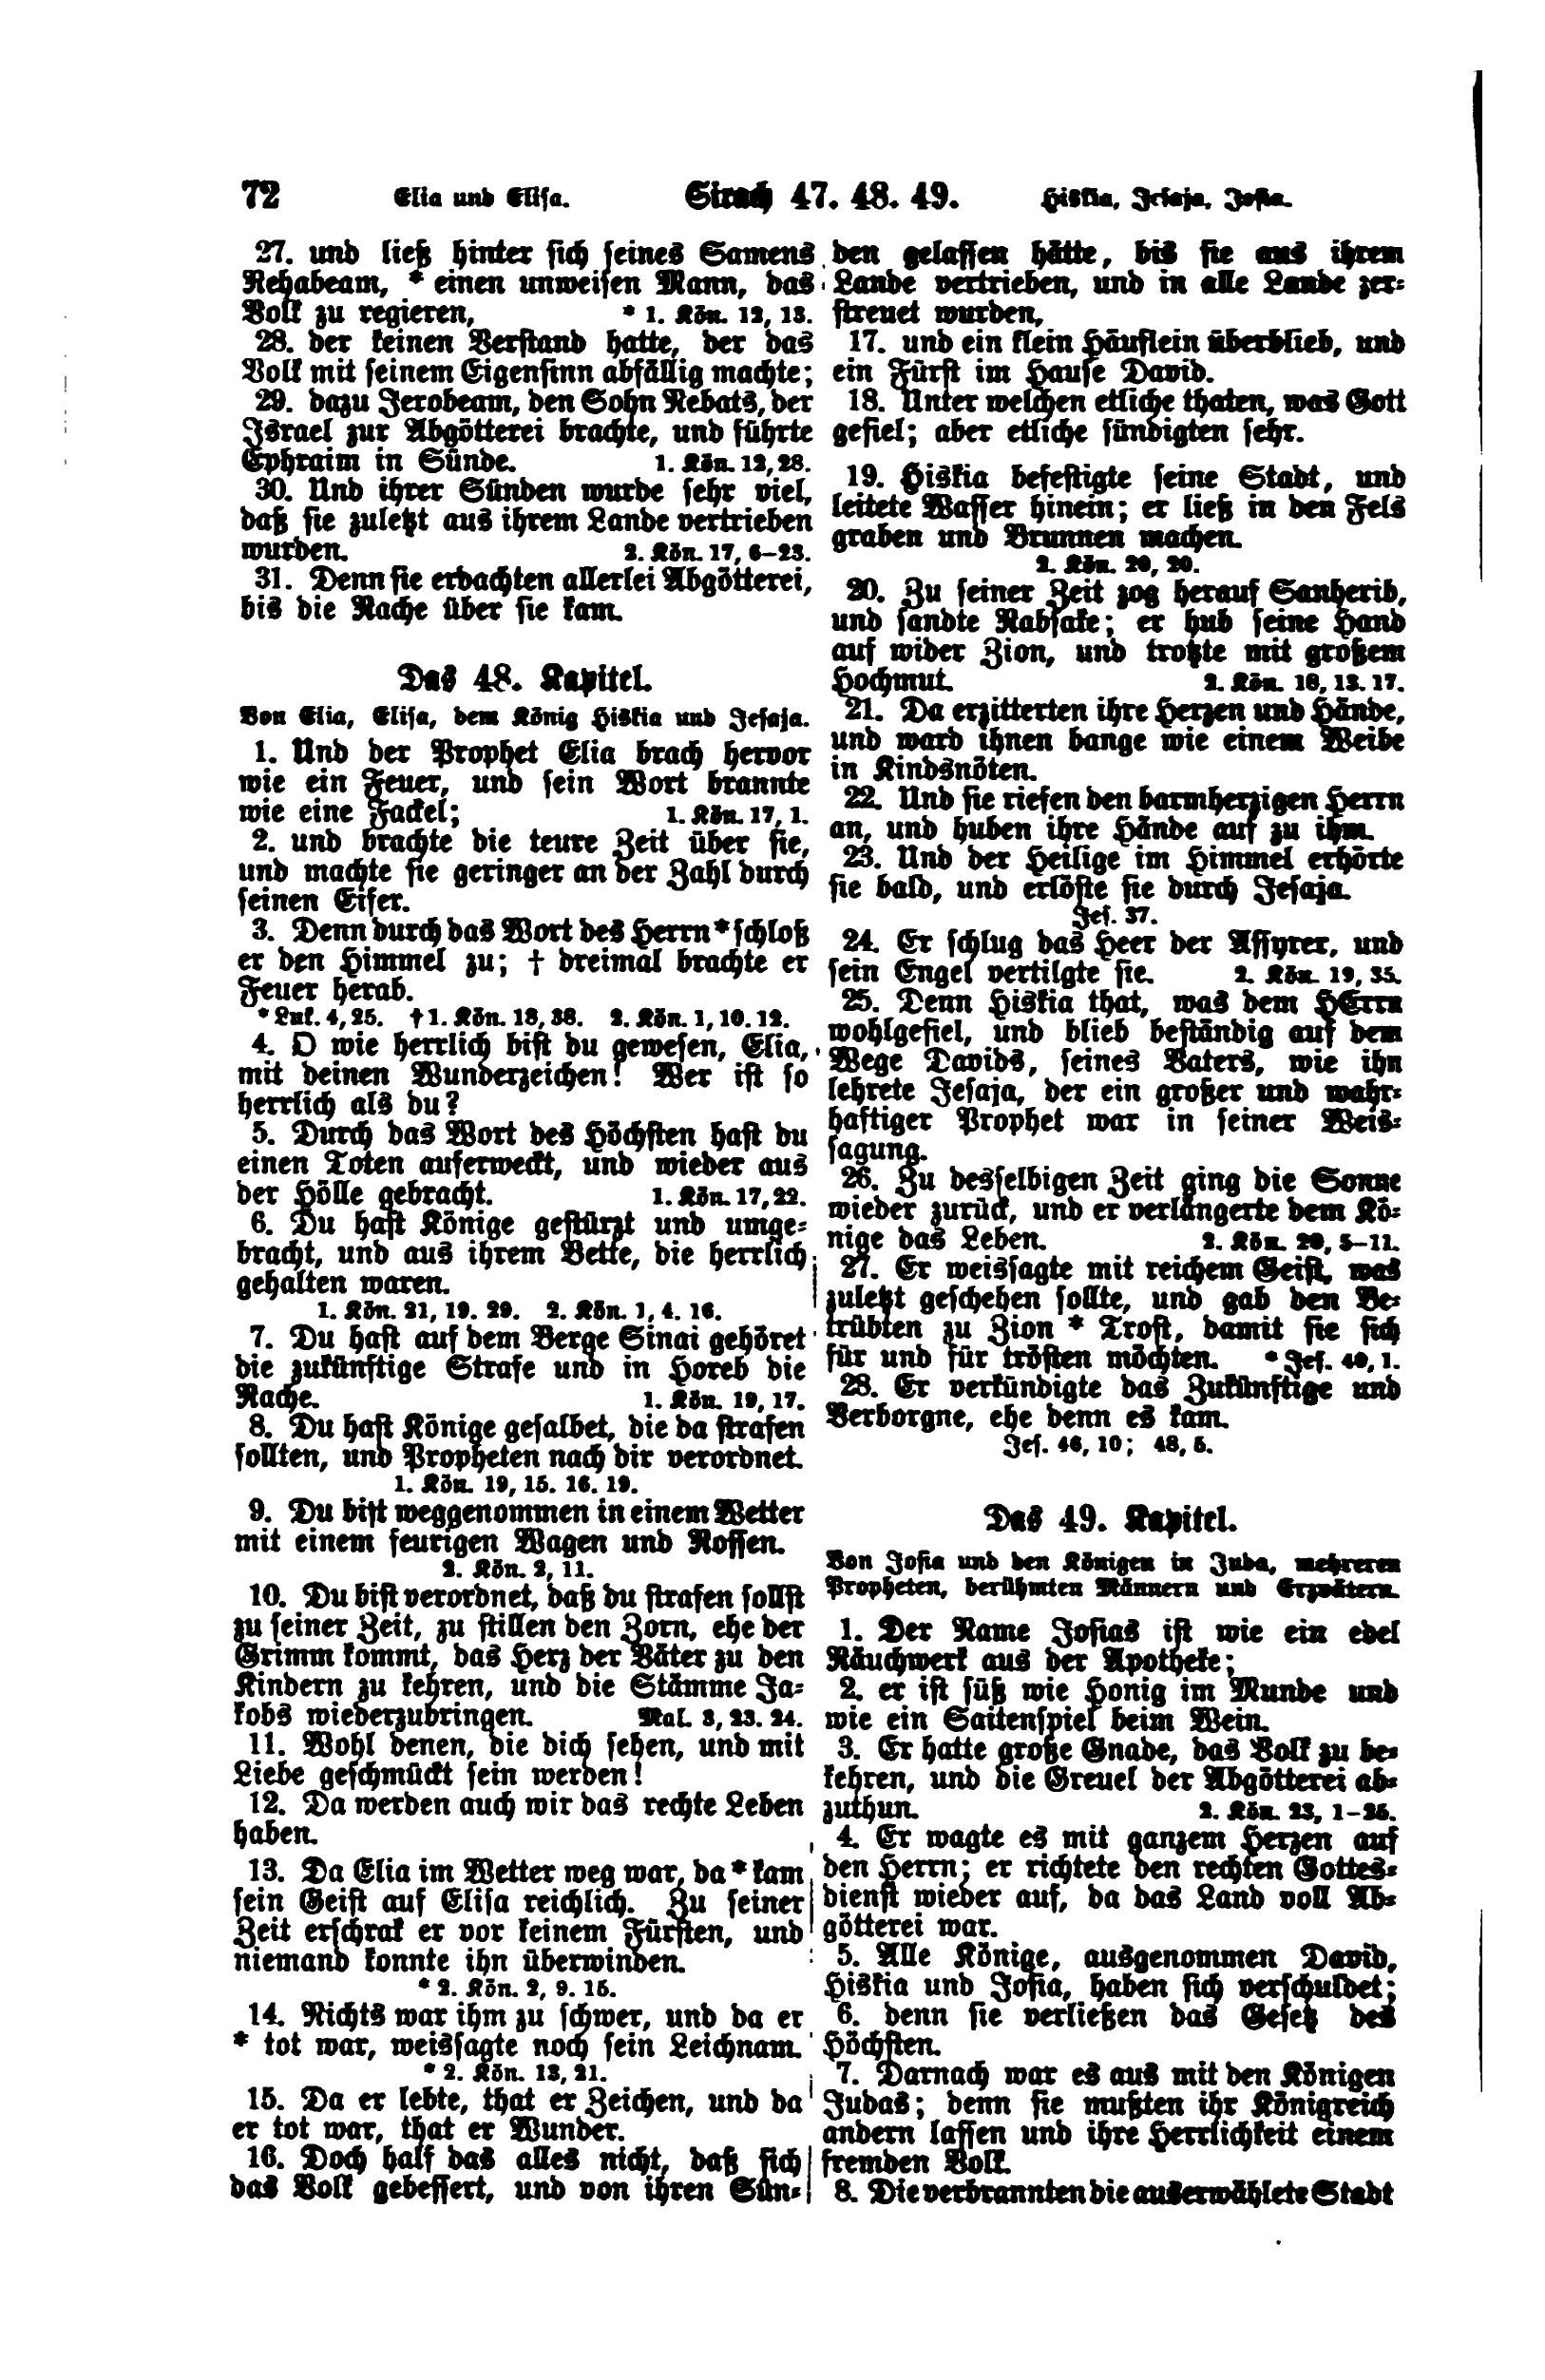 72 Elia und Elisa. Sirach 47. 48. 49. Hiskia, Jesaja, Josia.
27. und ließ hinter sich seines Samens
Rehabeam, * einen unweisen Mann, das
Volk zu regieren, * 1. Kön. 12, 13.
28. der keinen Verstand hatte, der das
Volk mit seinem Eigensinn abfällig machte;
29. dazu Jerobeam, den Sohn Nebats, der
Israel zur Abgötterei brachte, und führte
Ephraim in Sünde. 1. Kön. 12, 28.
30. Und ihrer Sünden wurde sehr viel,
daß sie zuletzt aus ihrem Lande vertrieben
wurden. 2. Kön. 17, 6–23.
31. Denn sie erdachten allerlei Abgötterei,
bis die Rache über sie kam.
Das 48. Kapitel.
Von Elia, Elisa, dem König Hiskia und Jesaja.
1. Und der Prophet Elia brach hervor
wie ein Feuer, und sein Wort brannte
wie eine Fackel; 1. Kön. 17, 1.
2. und brachte die teure Zeit über sie,
und machte sie geringer an der Zahl durch
seinen Eifer.
3. Denn durch das Wort des Herrn * schloß
er den Himmel zu; † dreimal brachte er
Feuer herab.
* Luk. 4, 25. † 1. Kön. 18, 38. 2. Kön. 1, 10. 12.
4. O wie herrlich bist du gewesen, Elia,
mit deinen Wunderzeichen! Wer ist so
herrlich als du?
5. Durch das Wort des Höchsten hast du
einen Toten auferweckt, und wieder aus
der Hölle gebracht. 1. Kön. 17, 22.
6. Du hast Könige gestürzt und umge-
bracht, und aus ihrem Bette, die herrlich
gehalten waren.
1. Kön. 21, 19. 29. 2. Kön. 1, 4. 16.
7. Du hast auf dem Berge Sinai gehöret
die zukünftige Strafe und in Horeb die
Rache. 1. Kön. 19, 17.
8. Du hast Könige gesalbet, die da strafen
sollten, und Propheten nach dir verordnet.
1. Kön. 19, 15. 16. 19.
9. Du bist weggenommen in einem Wetter
mit einem feurigen Wagen und Rossen.
2. Kön. 2, 11.
10. Du bist verordnet, daß du strafen sollst
zu seiner Zeit, zu stillen den Zorn, ehe der
Grimm kommt, das Herz der Väter zu den
Kindern zu kehren, und die Stämme Ja-
kobs wiederzubringen. Mal. 3, 23. 24.
11. Wohl denen, die dich sehen, und mit
Liebe geschmückt sein werden!
12. Da werden auch wir das rechte Leben
haben.
13. Da Elia im Wetter weg war, da * kam
sein Geist auf Elisa reichlich. Zu seiner
Zeit erschrak er vor keinem Fürsten, und
niemand konnte ihn überwinden.
* 2. Kön. 2, 9. 15.
14. Nichts war ihm zu schwer, und da er
* tot war, weissagte noch sein Leichnam.
* 2. Kön. 13, 21.
15. Da er lebte, that er Zeichen, und da
er tot war, that er Wunder.
16. Doch half das alles nicht, daß sich
das Volk gebessert, und von ihren Sün-
den gelassen hätte, bis sie aus ihrem
Lande vertrieben, und in alle Lande zer-
streuet wurden,
17. und ein klein Häuflein überblieb, und
ein Fürst im Hause David.
18. Unter welchen etliche thaten, was Gott
gefiel; aber etliche sündigten sehr.
19. Hiskia befestigte seine Stadt, und
leitete Wasser hinein; er ließ in den Fels
graben und Brunnen machen.
2. Kön. 20, 20.
20. Zu seiner Zeit zog herauf Sanherib,
und sandte Rabsake; er hub seine Hand
auf wider Zion, und trotzte mit großem
Hochmut. 2. Kön. 18, 13. 17.
21. Da erzitterten ihre Herzen und Hände,
und ward ihnen bange wie einem Weibe
in Kindsnöten.
22. Und sie riefen den barmherzigen Herrn
an, und huben ihre Hände auf zu ihm.
23. Und der Heilige im Himmel erhörte
sie bald, und erlöste sie durch Jesaja.
Jes. 37.
24. Er schlug das Heer der Assyrer, und
sein Engel vertilgte sie. 2. Kön. 19, 35.
25. Denn Hiskia that, was dem HErrn
wohlgefiel, und blieb beständig auf dem
Wege Davids, seines Vaters, wie ihn
lehrete Jesaja, der ein großer und wahr-
haftiger Prophet war in seiner Weis-
sagung.
26. Zu desselbigen Zeit ging die Sonne
wieder zurück, und er verlängerte dem Kö-
nige das Leben. 2. Kön. 20, 5–11.
27. Er weissagte mit reichem Geist, was
zuletzt geschehen sollte, und gab den Be-
trübten zu Zion * Trost, damit sie sich
für und für trösten möchten. * Jes. 40, 1.
28. Er verkündigte das Zukünftige und
Verborgne, ehe denn es kam.
Jes. 46, 10; 48, 5.
Das 49. Kapitel.
Von Josia und den Königen in Juda, mehreren
Propheten, berühmten Männern und Erzvätern.
1. Der Name Josias ist wie ein edel
Räuchwerk aus der Apotheke;
2. er ist süß wie Honig im Munde und
wie ein Saitenspiel beim Wein.
3. Er hatte große Gnade, das Volk zu be-
kehren, und die Greuel der Abgötterei ab-
zuthun. 2. Kön. 23, 1–25.
4. Er wagte es mit ganzem Herzen auf
den Herrn; er richtete den rechten Gottes-
dienst wieder auf, da das Land voll Ab-
götterei war.
5. Alle Könige, ausgenommen David,
Hiskia und Josia, haben sich verschuldet;
6. denn sie verließen das Gesetz des
Höchsten.
7. Darnach war es aus mit den Königen
Judas; denn sie mußten ihr Königreich
andern lassen und ihre Herrlichkeit einem
fremden Volk.
8. Die verbrannten die auserwählete Stadt